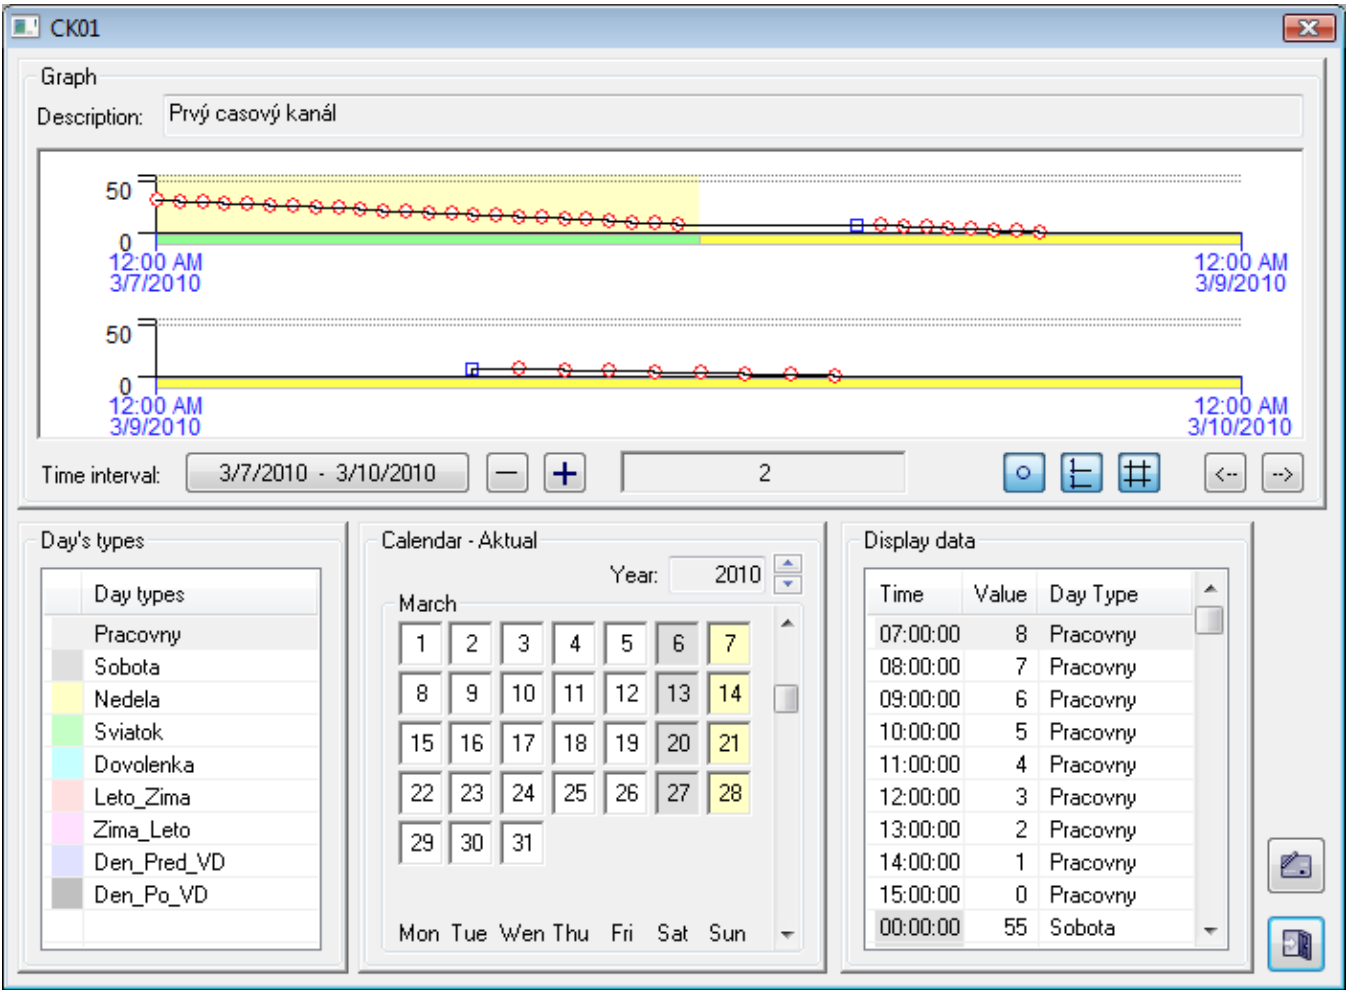 CK01
Graph
Description: Prvý casový kanál
50
0
12:00 AM 12:00 AM
3/7/2010 3/9/2010
50
0
12:00 AM 12:00 AM
3/9/2010 3/10/2010
Time interval: 3/7/2010 - 3/10/2010 − + 2 <-- -->
Day's types
Day types
Pracovny
Sobota
Nedela
Sviatok
Dovolenka
Leto_Zima
Zima_Leto
Den_Pred_VD
Den_Po_VD
Calendar - Aktual
Year: 2010
March
1 2 3 4 5 6 7
8 9 10 11 12 13 14
15 16 17 18 19 20 21
22 23 24 25 26 27 28
29 30 31
Mon Tue Wen Thu Fri Sat Sun
Display data
Time Value Day Type
07:00:00 8 Pracovny
08:00:00 7 Pracovny
09:00:00 6 Pracovny
10:00:00 5 Pracovny
11:00:00 4 Pracovny
12:00:00 3 Pracovny
13:00:00 2 Pracovny
14:00:00 1 Pracovny
15:00:00 0 Pracovny
00:00:00 55 Sobota